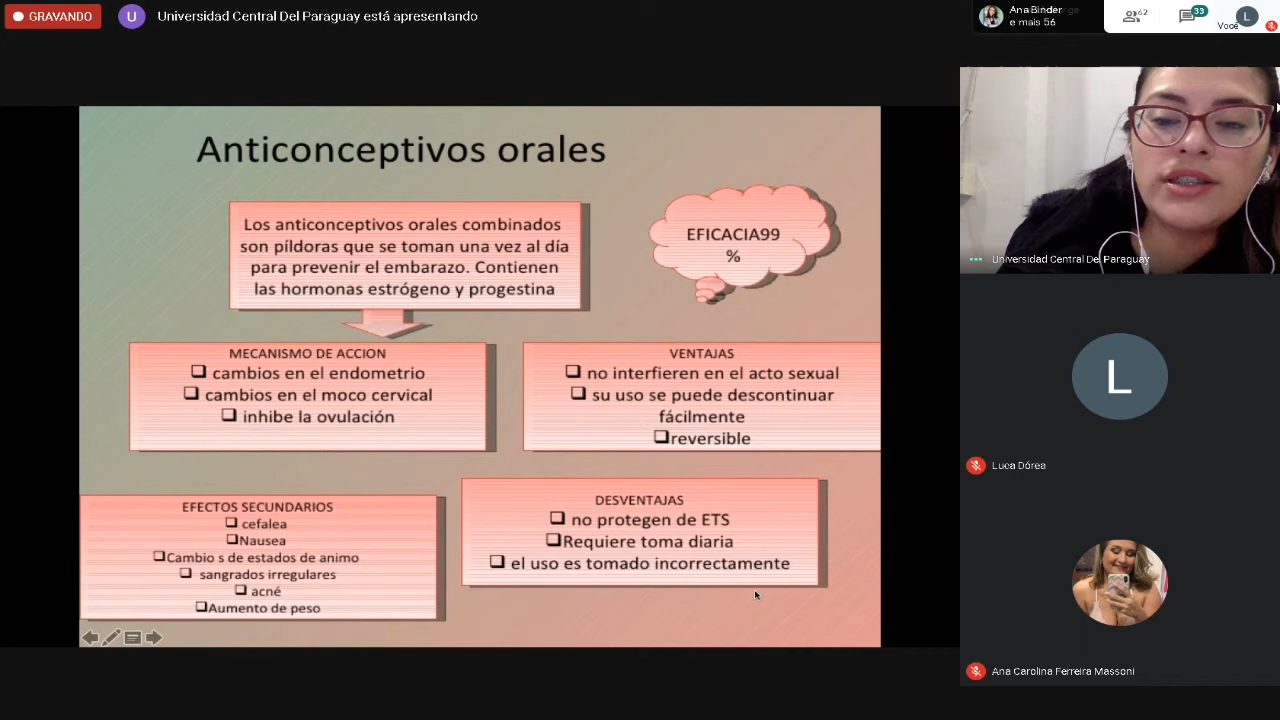 GRAVANDO
U
Universidad Central Del Paraguay está apresentando
Ana Binder
e mais 56
62
33
L
Você
Anticonceptivos orales
Los anticonceptivos orales combinados
son píldoras que se toman una vez al día
para prevenir el embarazo. Contienen
las hormonas estrógeno y progestina
EFICACIA99
%
MECANISMO DE ACCION
cambios en el endometrio
cambios en el moco cervical
inhibe la ovulación
VENTAJAS
no interfieren en el acto sexual
su uso se puede descontinuar
fácilmente
reversible
EFECTOS SECUNDARIOS
cefalea
Nausea
Cambio s de estados de animo
sangrados irregulares
acné
Aumento de peso
DESVENTAJAS
no protegen de ETS
Requiere toma diaria
el uso es tomado incorrectamente
Universidad Central Del Paraguay
L
Luca Dórea
Ana Carolina Ferreira Massoni